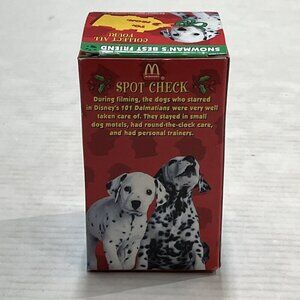 SNOWMAN'S BEST FRIEND
COLLECT ALL
FOUR!
SPOT CHECK
During filming, the dogs who starred
in Disney's 101 Dalmatians were very well
taken care of. They stayed in small
dog motels, had round-the-clock care,
and had personal trainers.